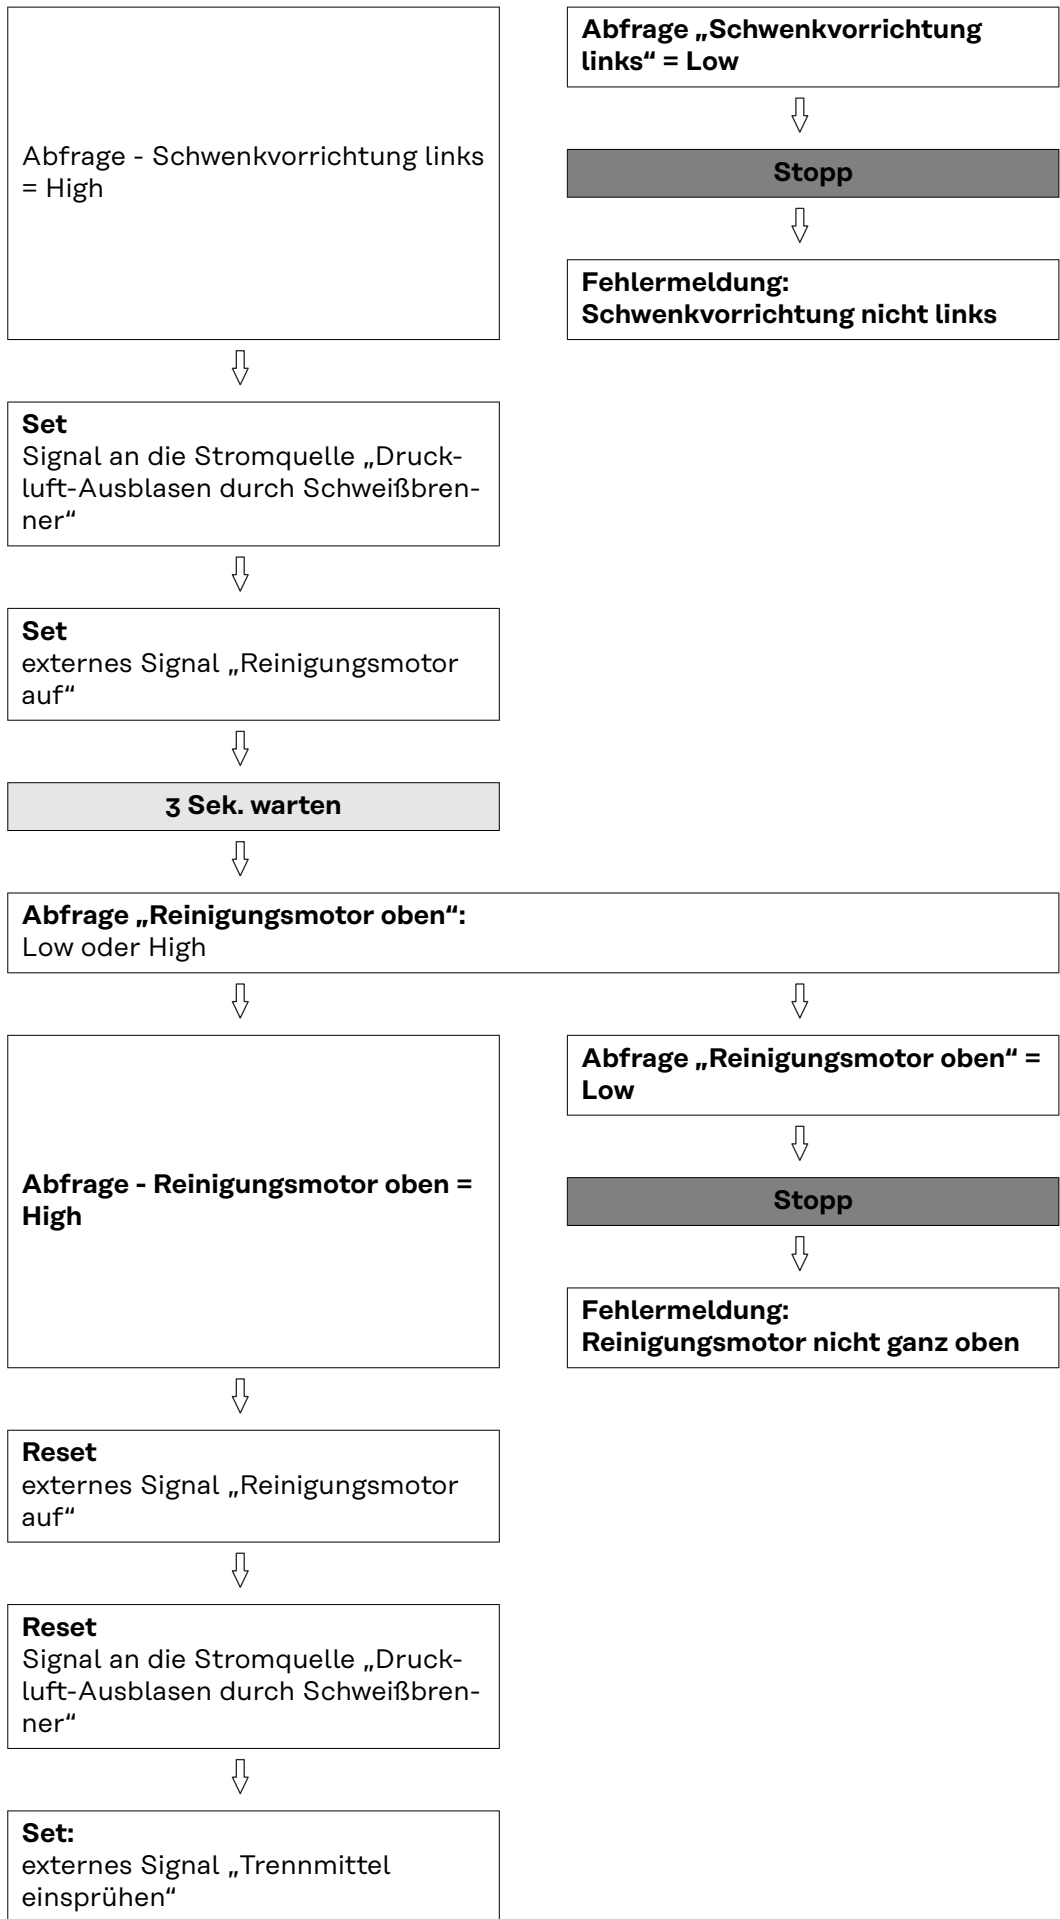 Abfrage - Schwenkvorrichtung links
= High
Abfrage „Schwenkvorrichtung
links“ = Low
Stopp
Fehlermeldung:
Schwenkvorrichtung nicht links
Set
Signal an die Stromquelle „Druck-
luft-Ausblasen durch Schweißbren-
ner“
Set
externes Signal „Reinigungsmotor
auf“
3 Sek. warten
Abfrage „Reinigungsmotor oben“:
Low oder High
Abfrage - Reinigungsmotor oben =
High
Abfrage „Reinigungsmotor oben“ =
Low
Stopp
Fehlermeldung:
Reinigungsmotor nicht ganz oben
Reset
externes Signal „Reinigungsmotor
auf“
Reset
Signal an die Stromquelle „Druck-
luft-Ausblasen durch Schweißbren-
ner“
Set:
externes Signal „Trennmittel
einsprühen“